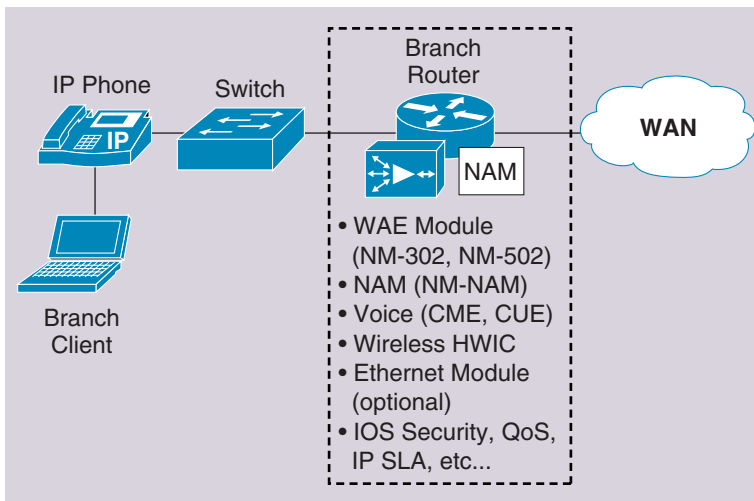 Branch
Router
IP Phone
Switch
IP
WAN
NAM
Branch
Client
• WAE Module
(NM-302, NM-502)
• NAM (NM-NAM)
• Voice (CME, CUE)
• Wireless HWIC
• Ethernet Module
(optional)
• IOS Security, QoS,
IP SLA, etc...